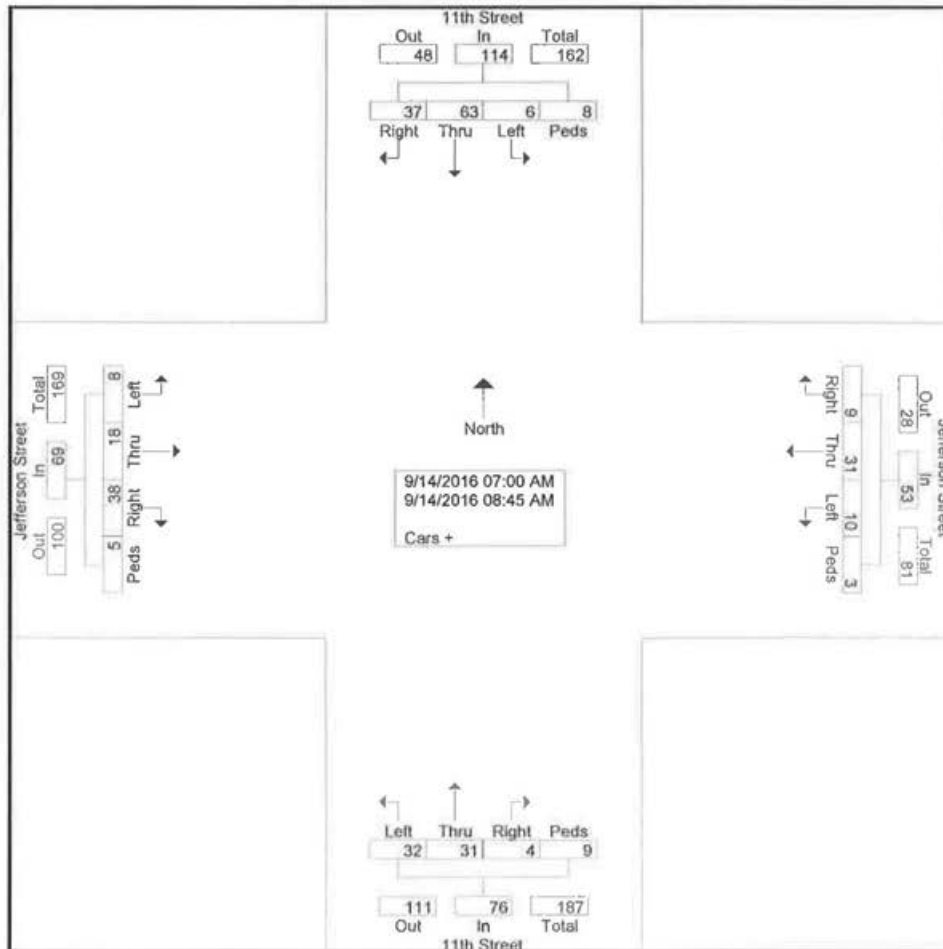 11th Street
Out In Total
48 114 162
37 63 6 8
Right Thru Left Peds
Jefferson Street
Total In Out
169 69 100
8 18 38 5
Left Thru Right Peds
North
9/14/2016 07:00 AM
9/14/2016 08:45 AM
Cars +
Right Thru Left Peds
9 31 10 3
Out In Total
28 53 81
Jefferson Street
Left Thru Right Peds
32 31 4 9
111 76 187
Out In Total
11th Street